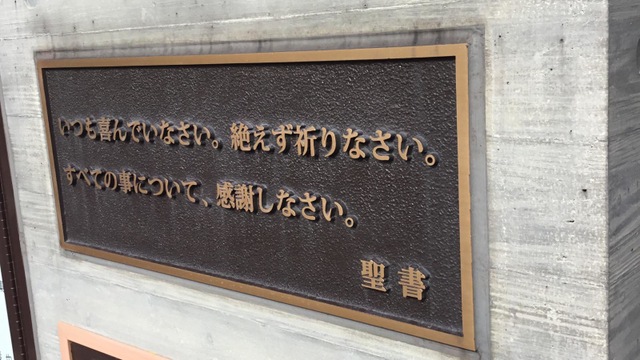 いつも喜んでいなさい。絶えず祈りなさい。
すべての事について、感謝しなさい。
聖書